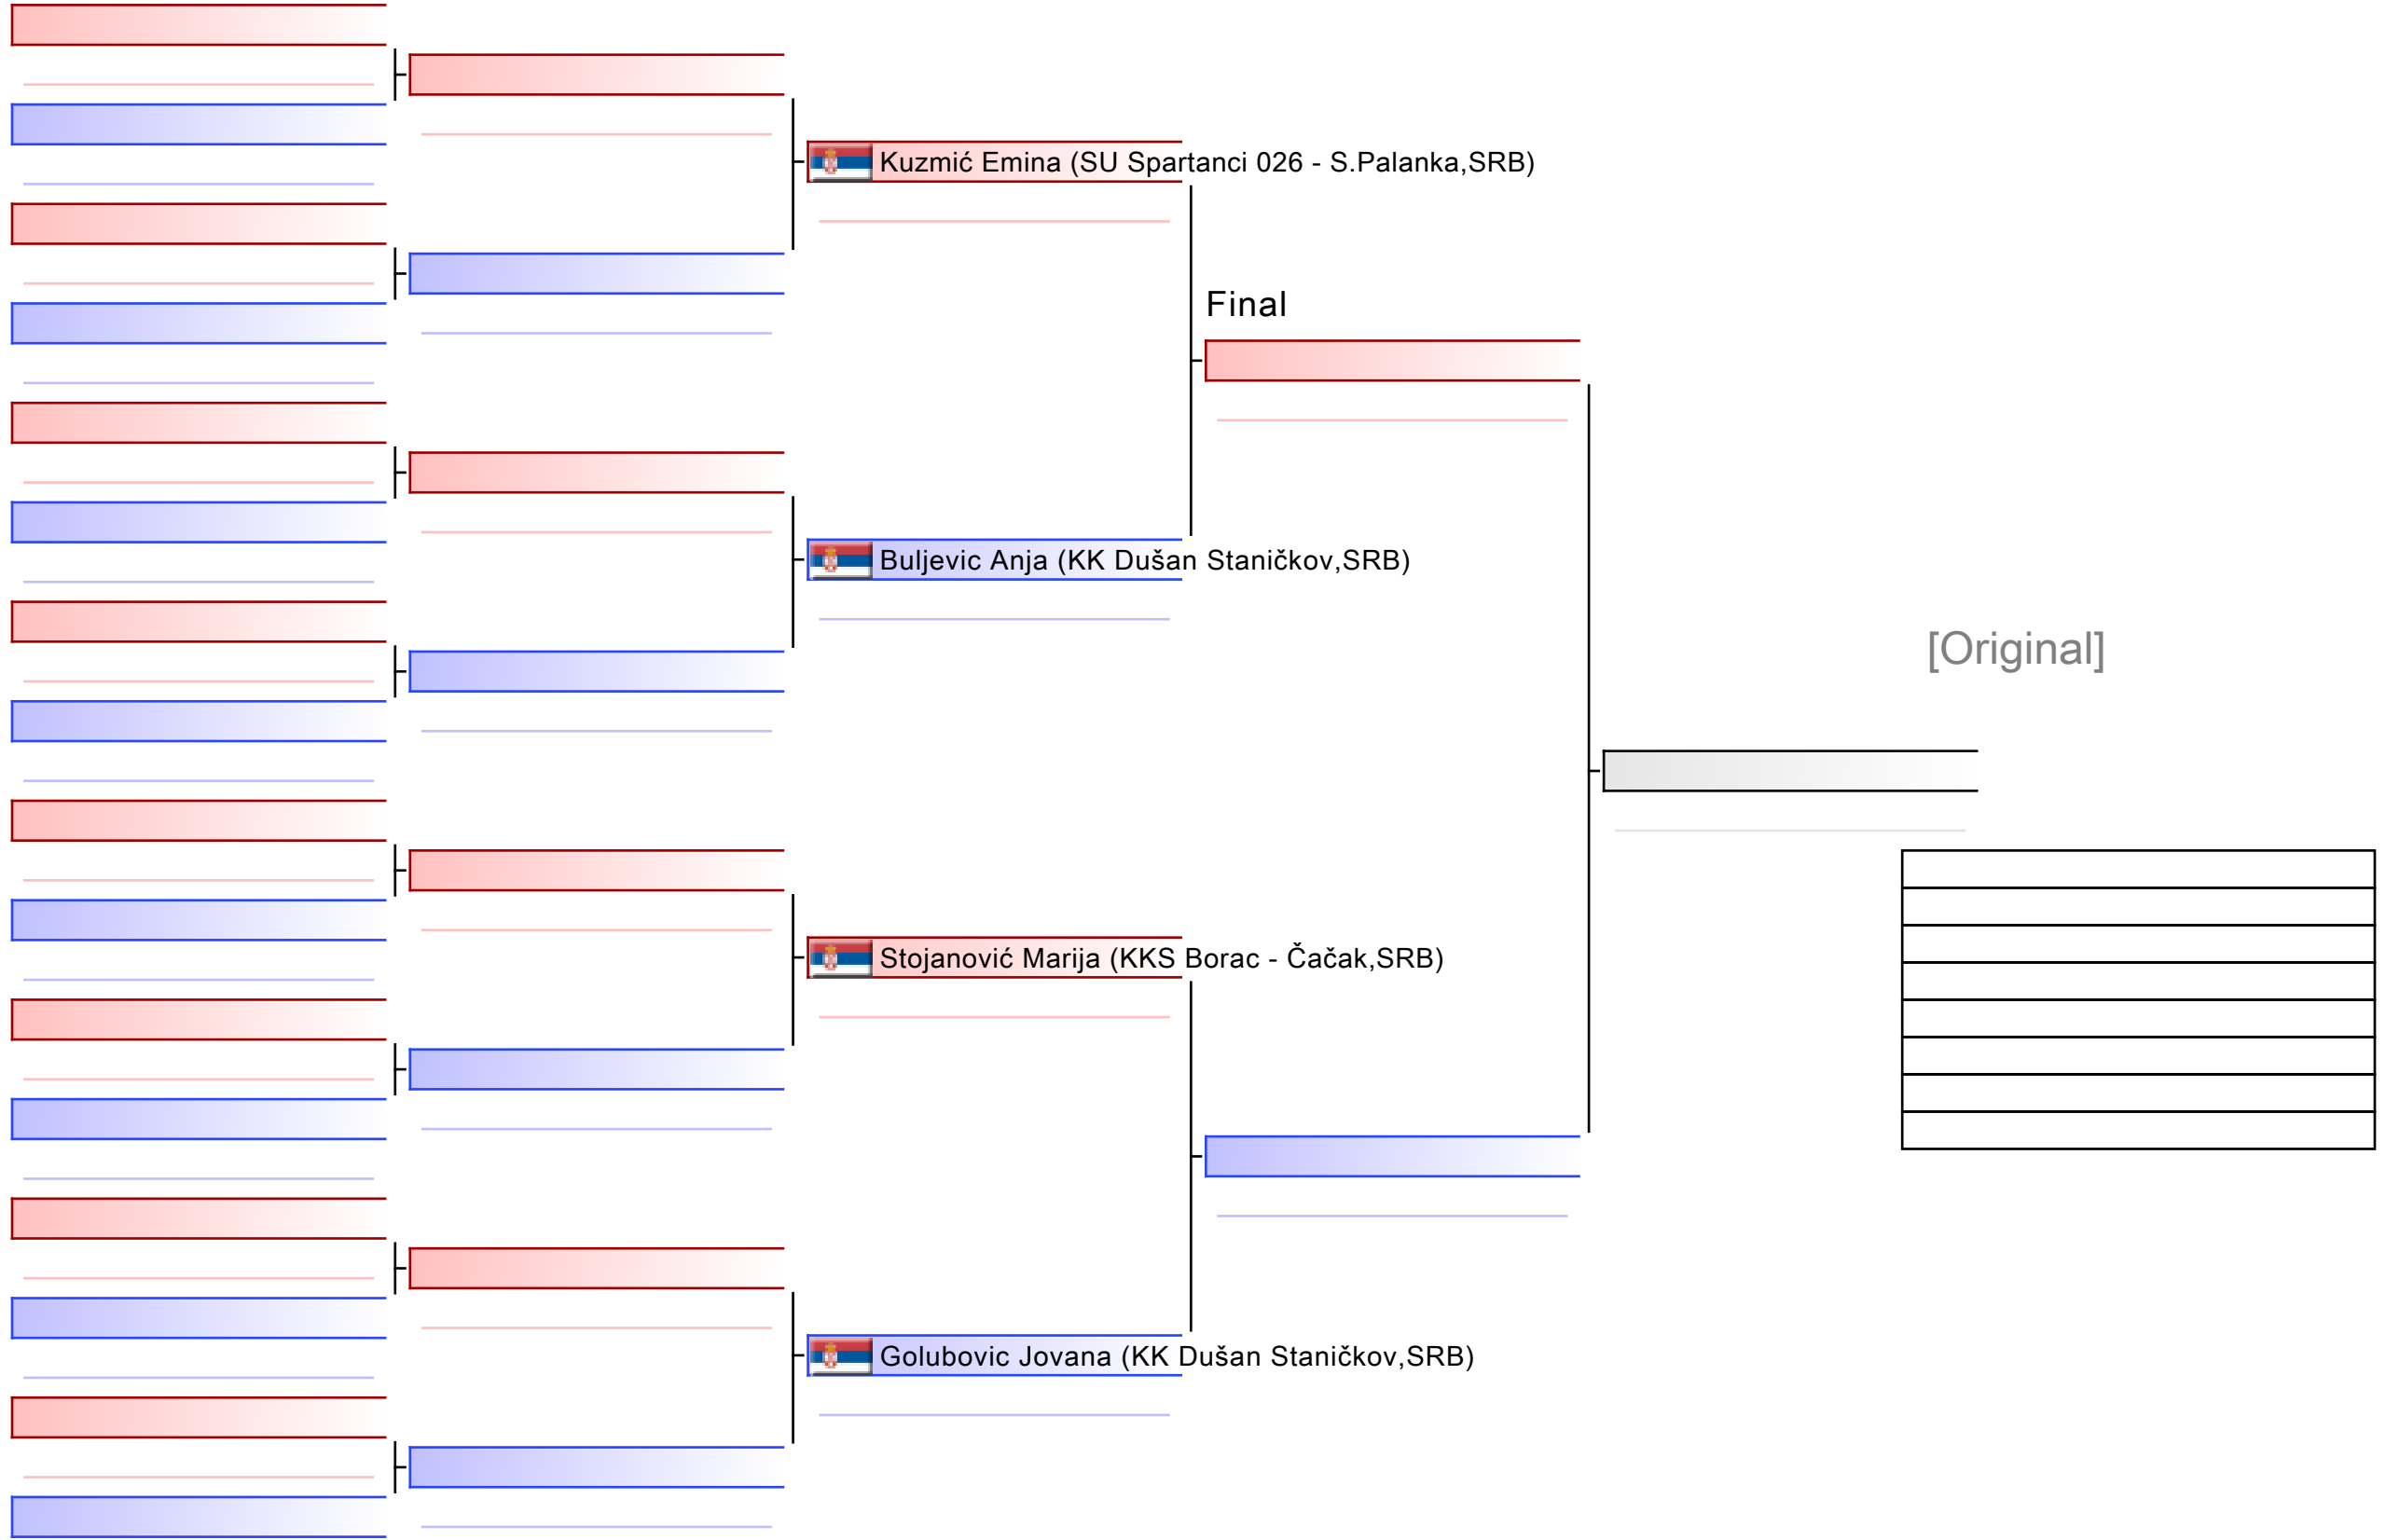 Kuzmić Emina (SU Spartanci 026 - S.Palanka,SRB)
Final
Buljevic Anja (KK Dušan Staničkov,SRB)
[Original]
Stojanović Marija (KKS Borac - Čačak,SRB)
Golubovic Jovana (KK Dušan Staničkov,SRB)